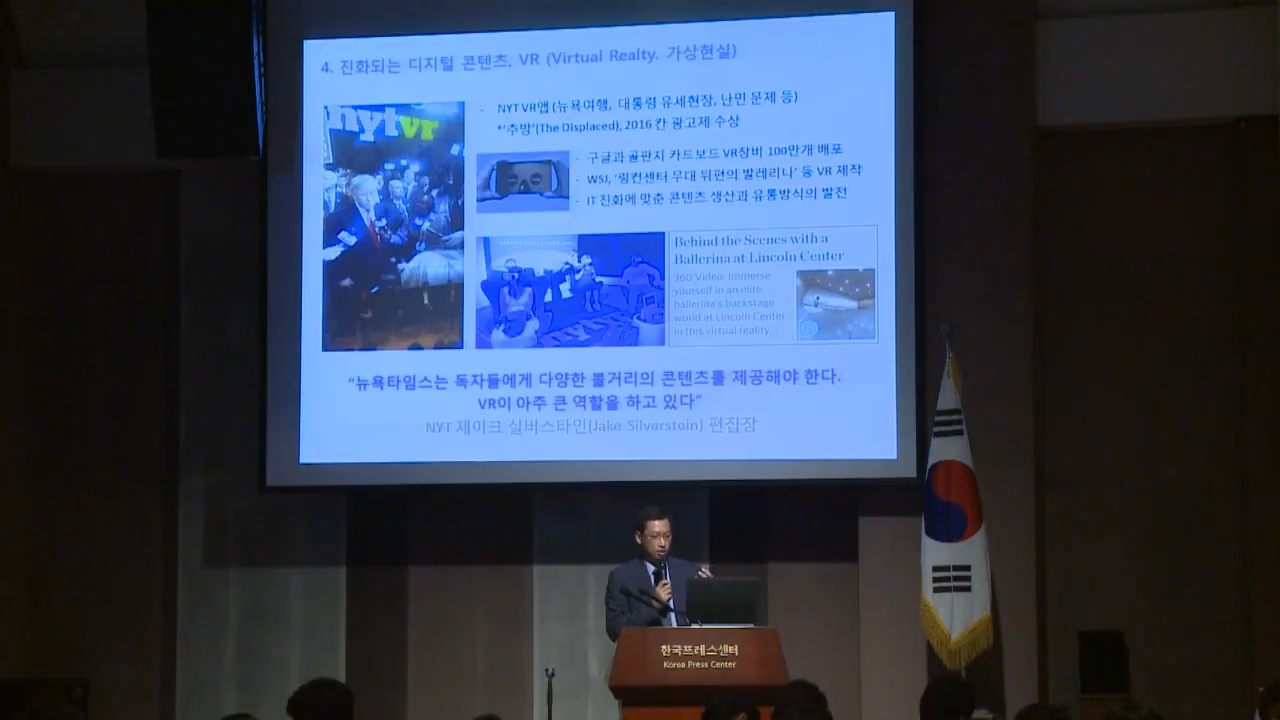 4. 진화되는 디지털 콘텐츠, VR (Virtual Realty. 가상현실)
nytvr
- NYT VR앱 (뉴욕여행, 대통령 유세현장, 난민 문제 등)
*‘추방’(The Displaced), 2016 칸 광고제 수상
- 구글과 골판지 카드보드 VR장비 100만개 배포
- WSJ, ‘링컨센터 무대 뒤편의 발레리나’ 등 VR 제작
- IT 진화에 맞춘 콘텐츠 생산과 유통방식의 발전
Behind the Scenes with a
Ballerina at Lincoln Center
360 Video: Immerse
yourself in an elite
ballerina's backstage
world at Lincoln Center
in this virtual reality.
“뉴욕타임스는 독자들에게 다양한 볼거리의 콘텐츠를 제공해야 한다.
VR이 아주 큰 역할을 하고 있다”
NYT 제이크 실버스타인(Jake Silverstein) 편집장
한국프레스센터
Korea Press Center